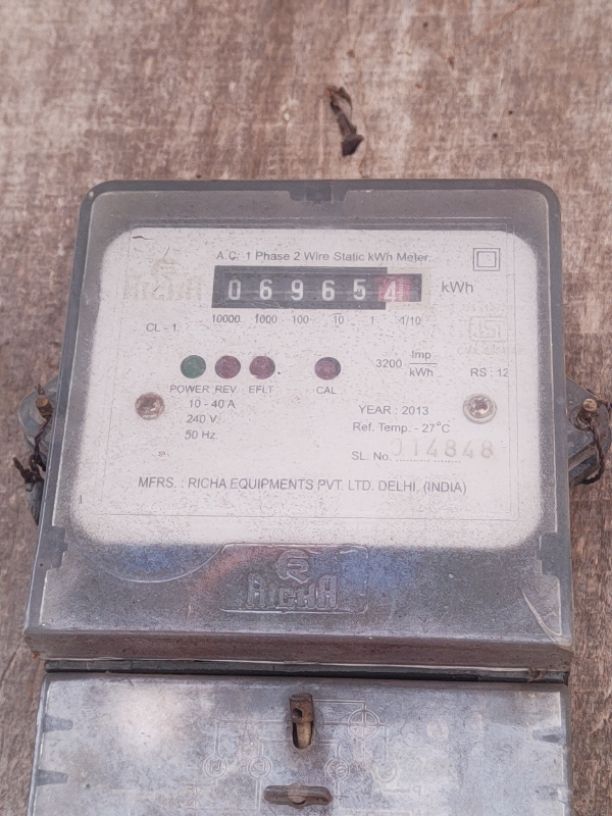 A.C. 1 Phase 2 Wire Static kWh Meter
069654 kWh
10000 1000 100 10 1 1/10
RICHA
CL - 1.
3200 Imp/kWh
RS : 12
POWER REV EFLT CAL
10 - 40 A
240 V
50 Hz.
YEAR : 2013
Ref. Temp. - 27°C
SL. No. 014848
MFRS. : RICHA EQUIPMENTS PVT. LTD. DELHI, (INDIA)
RICHA